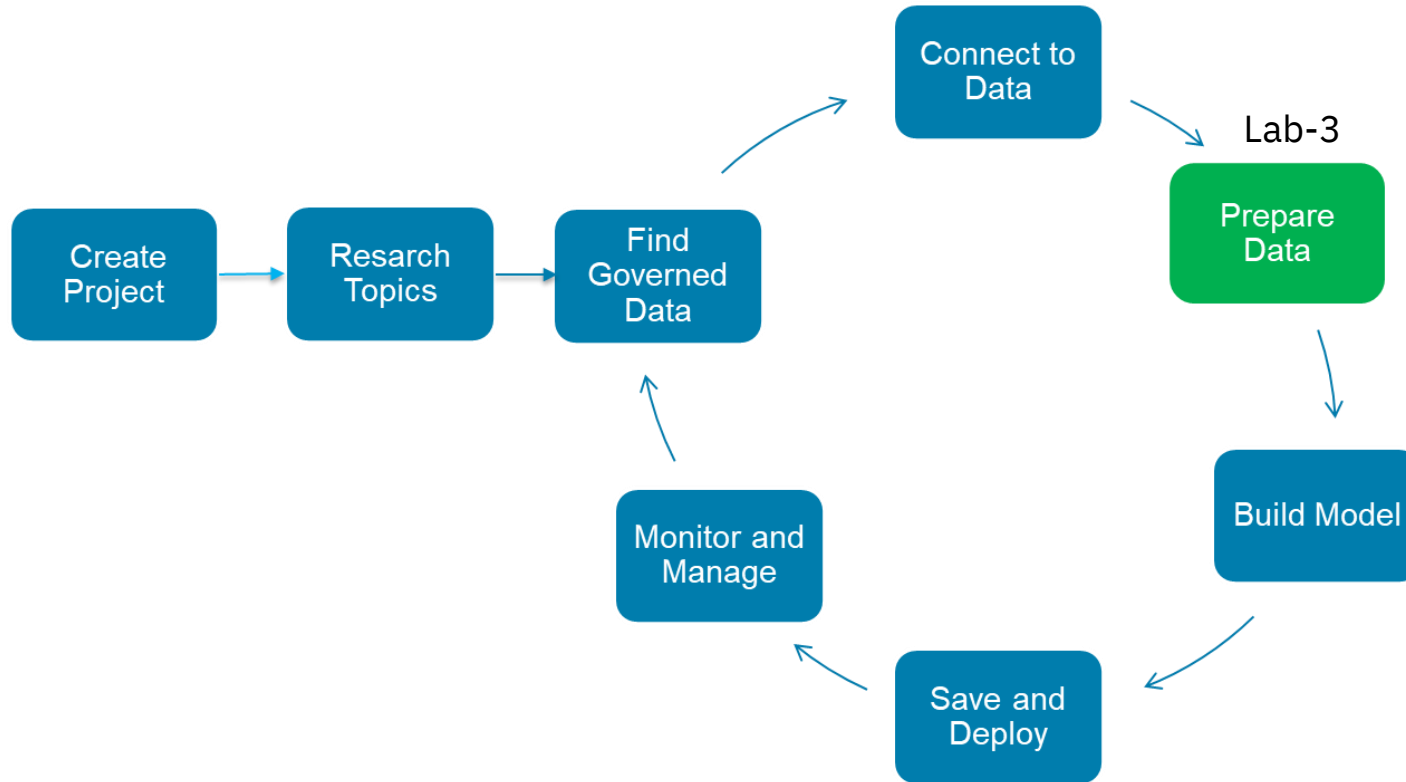 Create
Project
Resarch
Topics
Find
Governed
Data
Connect to
Data
Lab-3
Prepare
Data
Build Model
Save and
Deploy
Monitor and
Manage